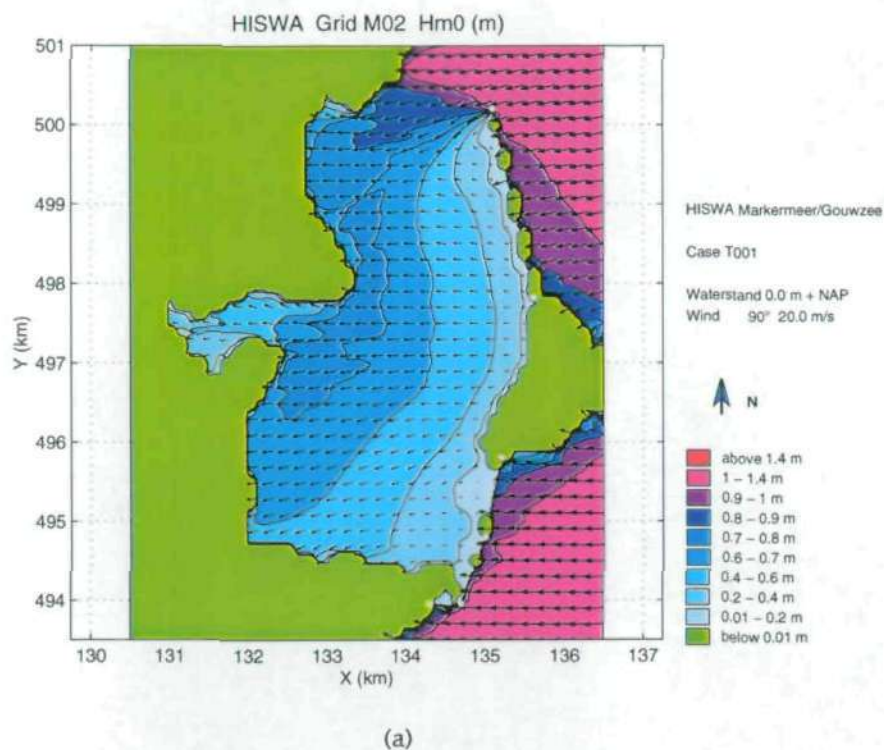 HISWA Grid M02 Hm0 (m)
501
500
499
498
497
496
495
494
Y (km)
130 131 132 133 134 135 136 137
X (km)
HISWA Markermeer/Gouwzee
Case T001
Waterstand 0.0 m + NAP
Wind 90° 20.0 m/s
N
above 1.4 m
1 – 1.4 m
0.9 – 1 m
0.8 – 0.9 m
0.7 – 0.8 m
0.6 – 0.7 m
0.4 – 0.6 m
0.2 – 0.4 m
0.01 – 0.2 m
below 0.01 m
(a)